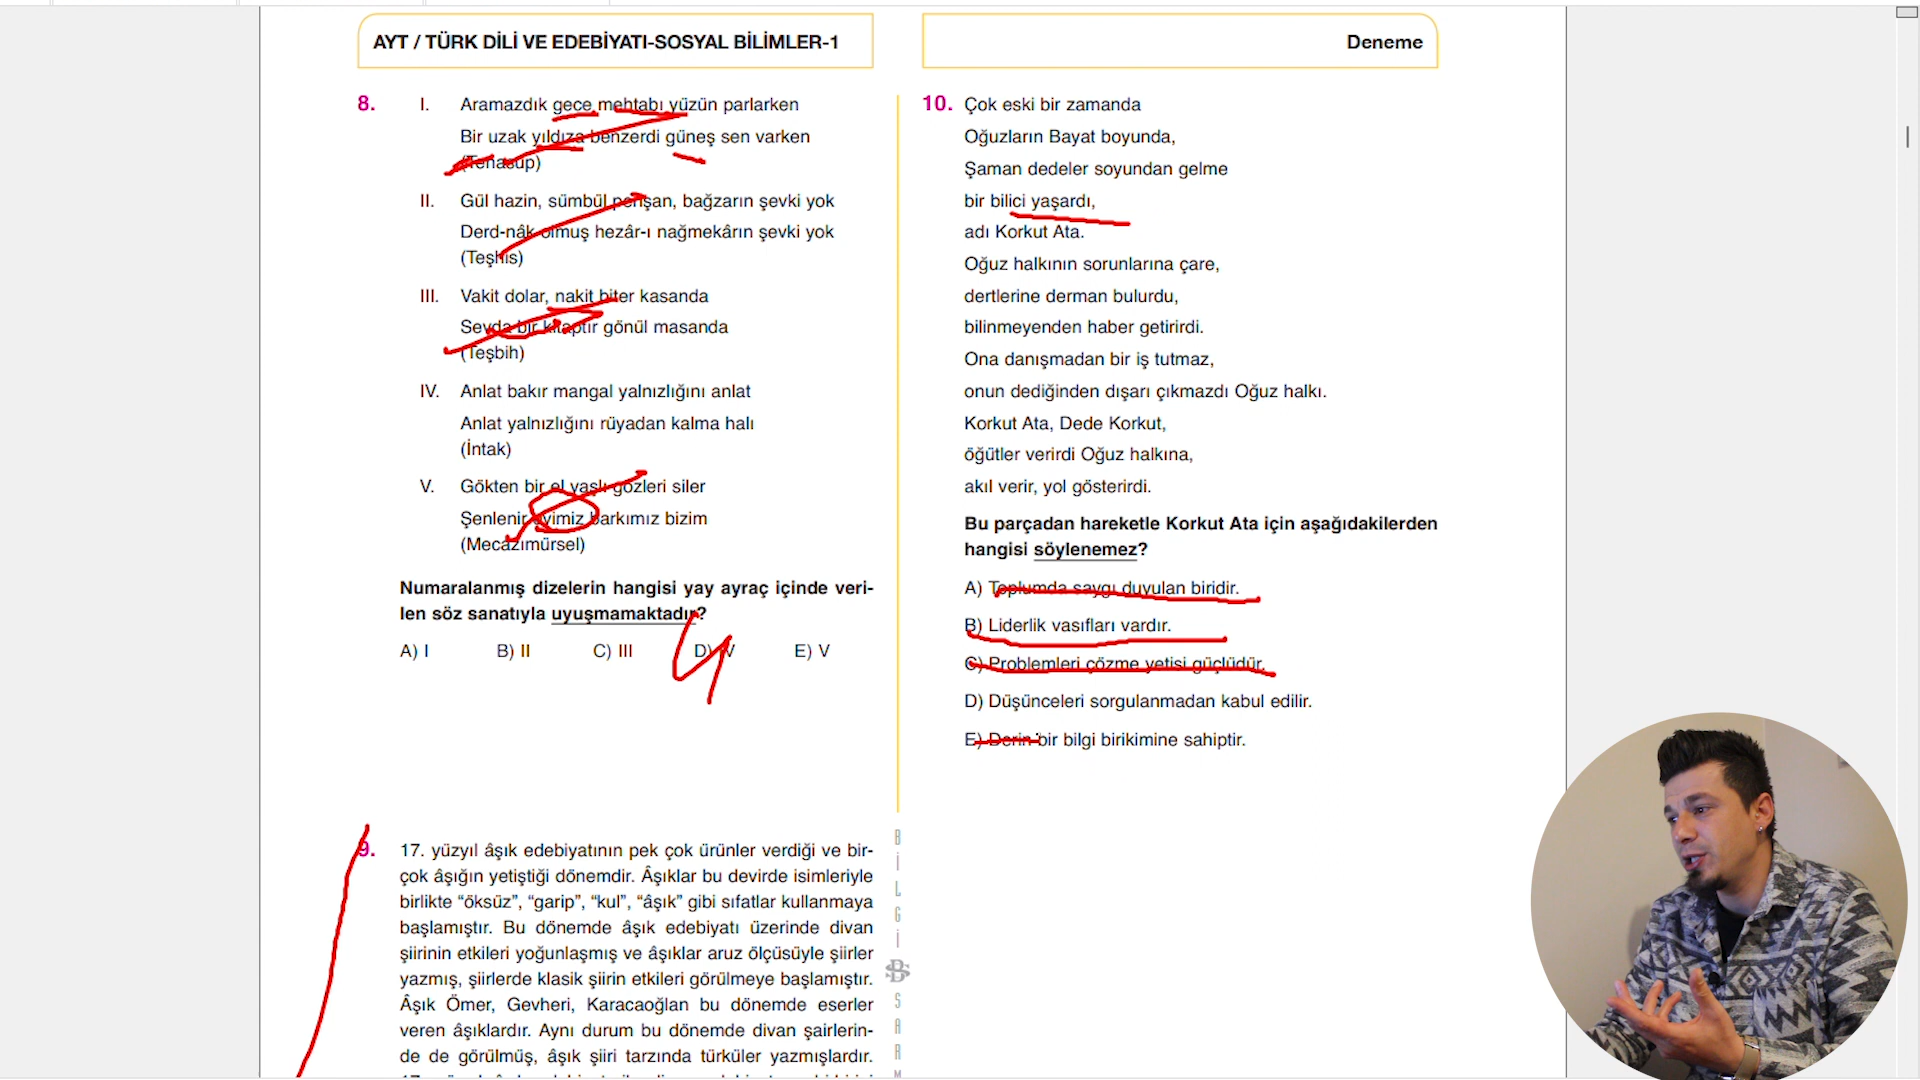 AYT / TÜRK DİLİ VE EDEBİYATI-SOSYAL BİLİMLER-1
Deneme
8.
I. Aramazdık gece mehtabı yüzün parlarken
Bir uzak yıldıza benzerdi güneş sen varken
(Tenasüp)
II. Gül hazin, sümbül perişan, bağzarın şevki yok
Derd-nâk olmuş hezâr-ı nağmekârın şevki yok
(Teşhis)
III. Vakit dolar, nakit biter kasanda
Sevda bir kitaptır gönül masanda
(Teşbih)
IV. Anlat bakır mangal yalnızlığını anlat
Anlat yalnızlığını rüyadan kalma halı
(İntak)
V. Gökten bir el yaşlı gözleri siler
Şenlenir evimiz barkımız bizim
(Mecazımürsel)
Numaralanmış dizelerin hangisi yay ayraç içinde veri-
len söz sanatıyla uyuşmamaktadır?
A) I B) II C) III D) IV E) V
9. 17. yüzyıl âşık edebiyatının pek çok ürünler verdiği ve bir-
çok âşığın yetiştiği dönemdir. Âşıklar bu devirde isimleriyle
birlikte “öksüz”, “garip”, “kul”, “âşık” gibi sıfatlar kullanmaya
başlamıştır. Bu dönemde âşık edebiyatı üzerinde divan
şiirinin etkileri yoğunlaşmış ve âşıklar aruz ölçüsüyle şiirler
yazmış, şiirlerde klasik şiirin etkileri görülmeye başlamıştır.
Âşık Ömer, Gevheri, Karacaoğlan bu dönemde eserler
veren âşıklardır. Aynı durum bu dönemde divan şairlerin-
de de görülmüş, âşık şiiri tarzında türküler yazmışlardır.
BİLGİ
SARM
10. Çok eski bir zamanda
Oğuzların Bayat boyunda,
Şaman dedeler soyundan gelme
bir bilici yaşardı,
adı Korkut Ata.
Oğuz halkının sorunlarına çare,
dertlerine derman bulurdu,
bilinmeyenden haber getirirdi.
Ona danışmadan bir iş tutmaz,
onun dediğinden dışarı çıkmazdı Oğuz halkı.
Korkut Ata, Dede Korkut,
öğütler verirdi Oğuz halkına,
akıl verir, yol gösterirdi.
Bu parçadan hareketle Korkut Ata için aşağıdakilerden
hangisi söylenemez?
A) Toplumda saygı duyulan biridir.
B) Liderlik vasıfları vardır.
C) Problemleri çözme yetisi güçlüdür.
D) Düşünceleri sorgulanmadan kabul edilir.
E) Derin bir bilgi birikimine sahiptir.